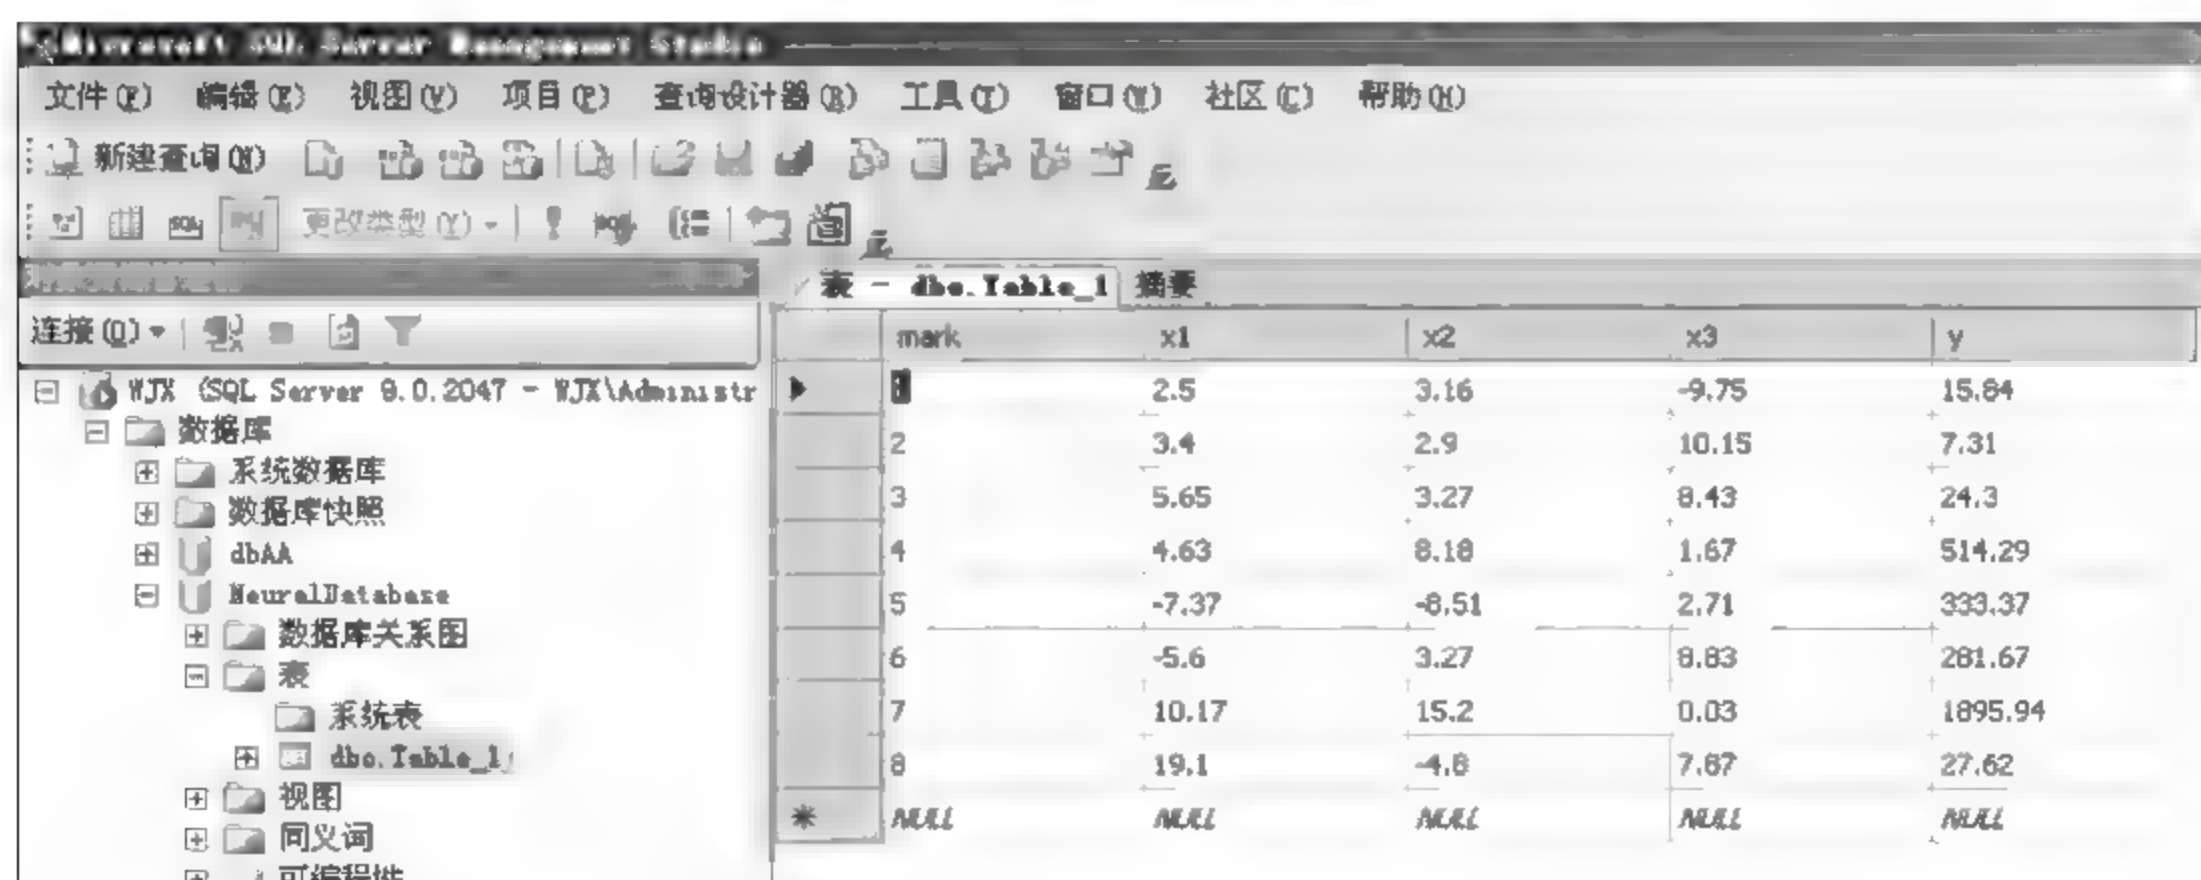 Microsoft SQL Server Management Studio
文件(F) 编辑(E) 视图(V) 项目(P) 查询设计器(R) 工具(T) 窗口(W) 社区(C) 帮助(H)
新建查询(N)
更改类型(Y)
表 - dbo.Table_1 摘要
连接(O)
mark x1 x2 x3 y
WJX (SQL Server 9.0.2047 - WJX\Administr
数据库
系统数据库
数据库快照
dbAA
NeuralDatabase
数据库关系图
表
系统表
dbo.Table_1
视图
同义词
可编程性
1 2.5 3.16 -9.75 15.84
2 3.4 2.9 10.15 7.31
3 5.65 3.27 8.43 24.3
4 4.63 8.18 1.67 514.29
5 -7.37 -8.51 2.71 333.37
6 -5.6 3.27 8.83 281.67
7 10.17 15.2 0.03 1895.94
8 19.1 -4.8 7.87 27.62
NULL NULL NULL NULL NULL